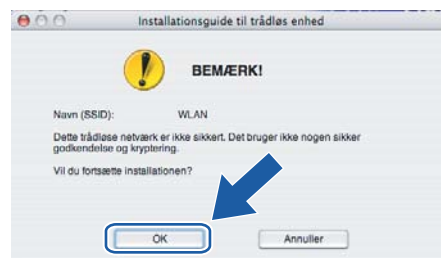 Installationsguide til trådløs enhed
BEMÆRK!
Navn (SSID): WLAN
Dette trådløse netværk er ikke sikkert. Det bruger ikke nogen sikker
godkendelse og kryptering.
Vil du fortsætte installationen?
OK Annuller